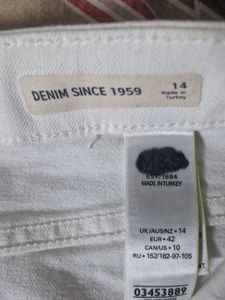 DENIM SINCE 1959
14
Made in
Turkey
M&S
EST. 1884
MADE IN TURKEY
UK/AUS/NZ • 14
EUR • 42
CAN/US • 10
RU • 152/182-97-105
03453889